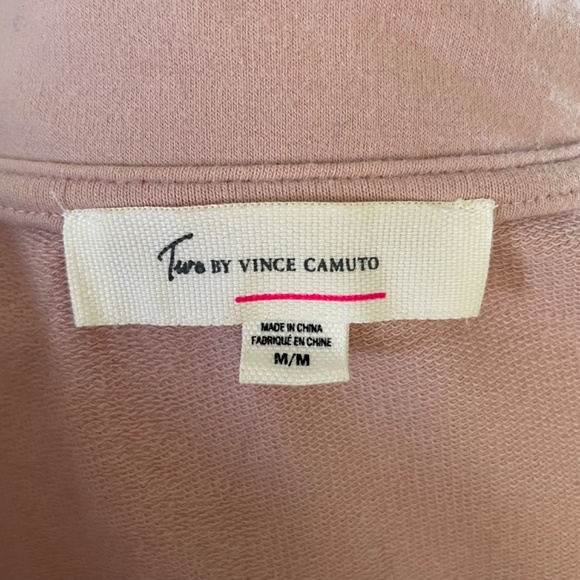 Two BY VINCE CAMUTO
MADE IN CHINA
FABRIQUÉ EN CHINE
M/M